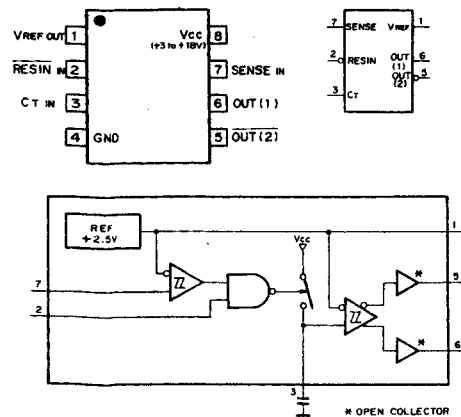 VREF OUT 1
Vcc 8
(+3 to +18V)
RESIN IN 2
7 SENSE IN
CT IN 3
6 OUT(1)
4 GND
5 OUT(2)
7 SENSE VREF 1
2 RESIN OUT 6
(1)
OUT 5
(2)
3 CT
REF
+2.5V
1
Vcc
7
2
5
6
3
* OPEN COLLECTOR
*
*